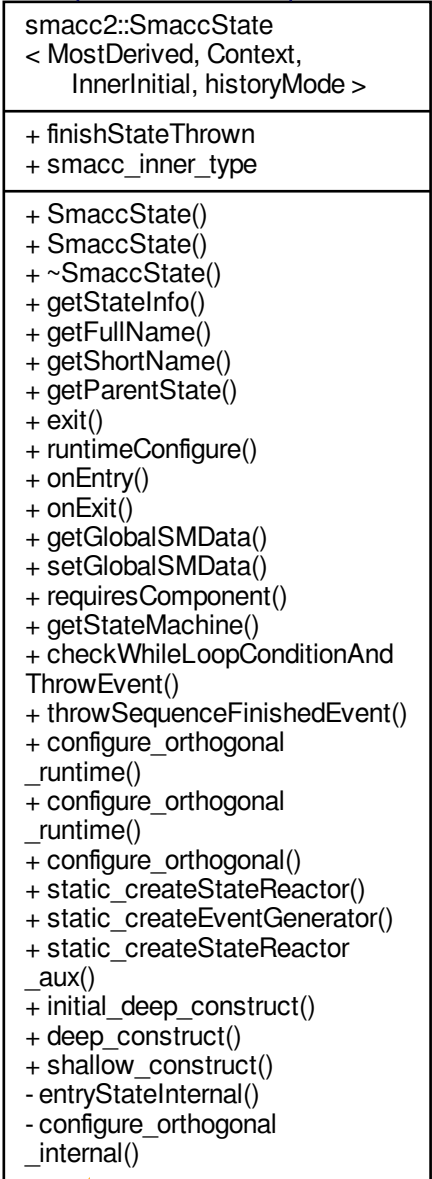 smacc2::SmaccState
< MostDerived, Context,
InnerInitial, historyMode >
+ finishStateThrown
+ smacc_inner_type
+ SmaccState()
+ SmaccState()
+ ~SmaccState()
+ getStateInfo()
+ getFullName()
+ getShortName()
+ getParentState()
+ exit()
+ runtimeConfigure()
+ onEntry()
+ onExit()
+ getGlobalSMData()
+ setGlobalSMData()
+ requiresComponent()
+ getStateMachine()
+ checkWhileLoopConditionAnd
ThrowEvent()
+ throwSequenceFinishedEvent()
+ configure_orthogonal
_runtime()
+ configure_orthogonal
_runtime()
+ configure_orthogonal()
+ static_createStateReactor()
+ static_createEventGenerator()
+ static_createStateReactor
_aux()
+ initial_deep_construct()
+ deep_construct()
+ shallow_construct()
- entryStateInternal()
- configure_orthogonal
_internal()